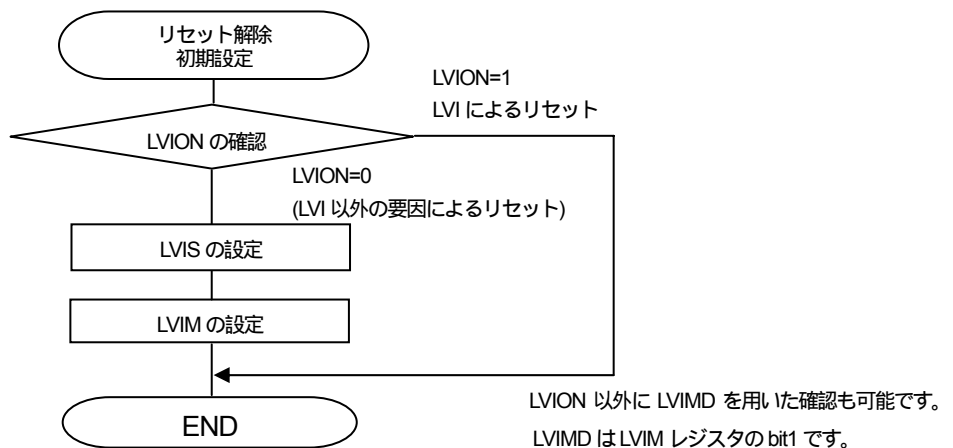 リセット解除
初期設定
LVION=1
LVI によるリセット
LVION の確認
LVION=0
(LVI 以外の要因によるリセット)
LVIS の設定
LVIM の設定
END
LVION 以外に LVIMD を用いた確認も可能です。
LVIMD は LVIM レジスタの bit1 です。